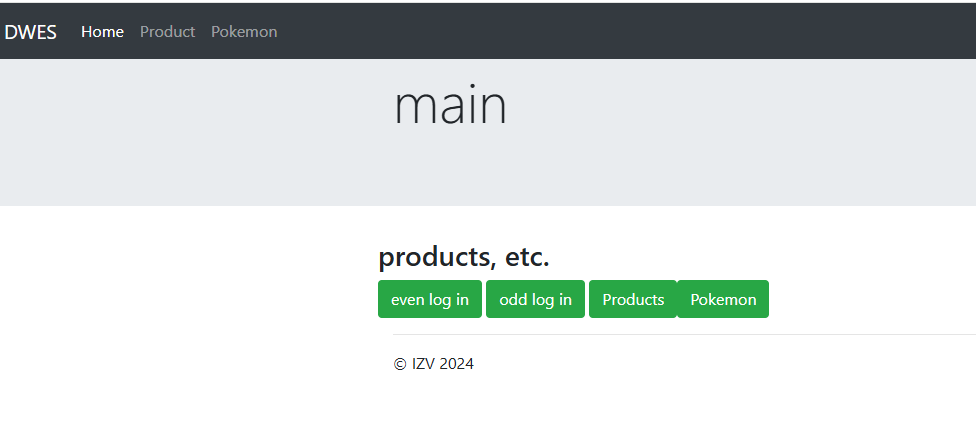 DWES Home Product Pokemon
main
products, etc.
even log in odd log in Products Pokemon
© IZV 2024